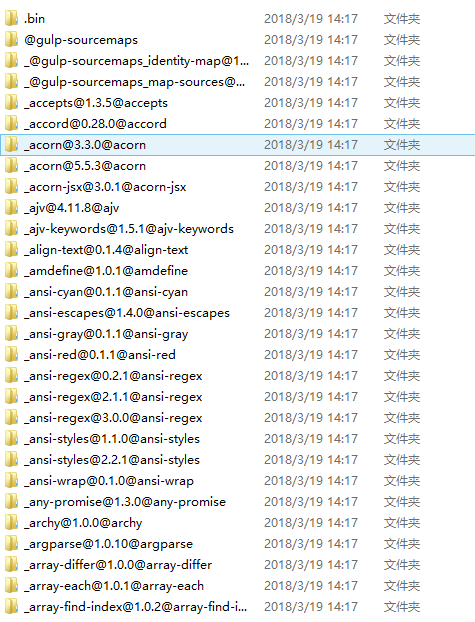 .bin 2018/3/19 14:17 文件夹
@gulp-sourcemaps 2018/3/19 14:17 文件夹
_@gulp-sourcemaps_identity-map@1... 2018/3/19 14:17 文件夹
_@gulp-sourcemaps_map-sources@... 2018/3/19 14:17 文件夹
_accepts@1.3.5@accepts 2018/3/19 14:17 文件夹
_accord@0.28.0@accord 2018/3/19 14:17 文件夹
_acorn@3.3.0@acorn 2018/3/19 14:17 文件夹
_acorn@5.5.3@acorn 2018/3/19 14:17 文件夹
_acorn-jsx@3.0.1@acorn-jsx 2018/3/19 14:17 文件夹
_ajv@4.11.8@ajv 2018/3/19 14:17 文件夹
_ajv-keywords@1.5.1@ajv-keywords 2018/3/19 14:17 文件夹
_align-text@0.1.4@align-text 2018/3/19 14:17 文件夹
_amdefine@1.0.1@amdefine 2018/3/19 14:17 文件夹
_ansi-cyan@0.1.1@ansi-cyan 2018/3/19 14:17 文件夹
_ansi-escapes@1.4.0@ansi-escapes 2018/3/19 14:17 文件夹
_ansi-gray@0.1.1@ansi-gray 2018/3/19 14:17 文件夹
_ansi-red@0.1.1@ansi-red 2018/3/19 14:17 文件夹
_ansi-regex@0.2.1@ansi-regex 2018/3/19 14:17 文件夹
_ansi-regex@2.1.1@ansi-regex 2018/3/19 14:17 文件夹
_ansi-regex@3.0.0@ansi-regex 2018/3/19 14:17 文件夹
_ansi-styles@1.1.0@ansi-styles 2018/3/19 14:17 文件夹
_ansi-styles@2.2.1@ansi-styles 2018/3/19 14:17 文件夹
_ansi-wrap@0.1.0@ansi-wrap 2018/3/19 14:17 文件夹
_any-promise@1.3.0@any-promise 2018/3/19 14:17 文件夹
_archy@1.0.0@archy 2018/3/19 14:17 文件夹
_argparse@1.0.10@argparse 2018/3/19 14:17 文件夹
_array-differ@1.0.0@array-differ 2018/3/19 14:17 文件夹
_array-each@1.0.1@array-each 2018/3/19 14:17 文件夹
_array-find-index@1.0.2@array-find-i... 2018/3/19 14:17 文件夹